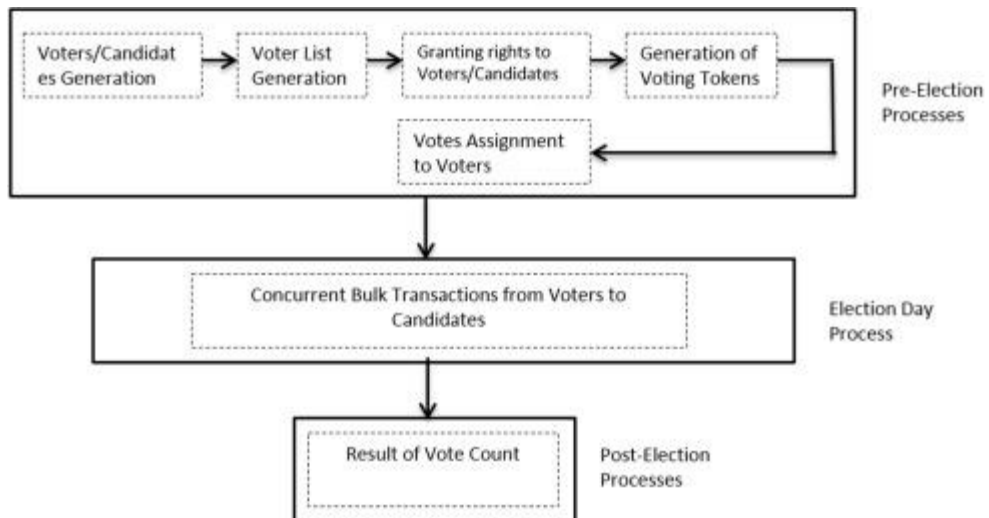 Voters/Candidat
es Generation
Voter List
Generation
Granting rights to
Voters/Candidates
Generation of
Voting Tokens
Pre-Election
Processes
Votes Assignment
to Voters
Concurrent Bulk Transactions from Voters to
Candidates
Election Day
Process
Result of Vote Count
Post-Election
Processes